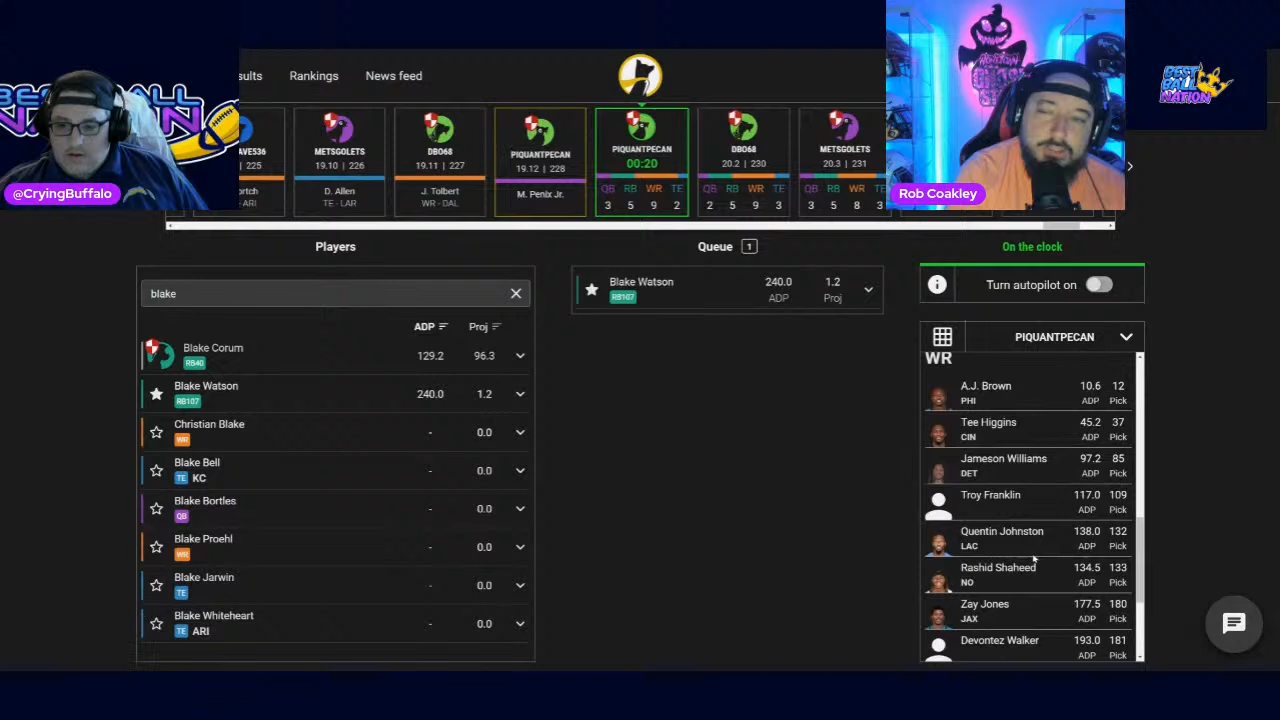 sults
Rankings
News feed
BEST BALL
NATION
AVE536
225
ortch
ARI
METSGOLETS
19.10 | 226
D. Allen
TE - LAR
DBO68
19.11 | 227
J. Tolbert
WR - DAL
PIQUANTPECAN
19.12 | 228
M. Penix Jr.
PIQUANTPECAN
00:20
QB RB WR TE
3 5 9 2
DBO68
20.2 | 230
QB RB WR TE
2 5 9 3
METSGOLETS
20.3 | 231
QB RB WR TE
3 5 8 3
@CryingBuffalo
Rob Coakley
Players
Queue 1
On the clock
blake
ADP Proj
Blake Corum
RB40
129.2 96.3
Blake Watson
RB107
240.0 1.2
Christian Blake
WR
- 0.0
Blake Bell
TE KC
- 0.0
Blake Bortles
QB
- 0.0
Blake Proehl
WR
- 0.0
Blake Jarwin
TE
- 0.0
Blake Whiteheart
TE ARI
- 0.0
Blake Watson
RB107
240.0 1.2
ADP Proj
Turn autopilot on
PIQUANTPECAN
WR
A.J. Brown 10.6 12
PHI ADP Pick
Tee Higgins 45.2 37
CIN ADP Pick
Jameson Williams 97.2 85
DET ADP Pick
Troy Franklin 117.0 109
ADP Pick
Quentin Johnston 138.0 132
LAC ADP Pick
Rashid Shaheed 134.5 133
NO ADP Pick
Zay Jones 177.5 180
JAX ADP Pick
Devontez Walker 193.0 181
ADP Pick